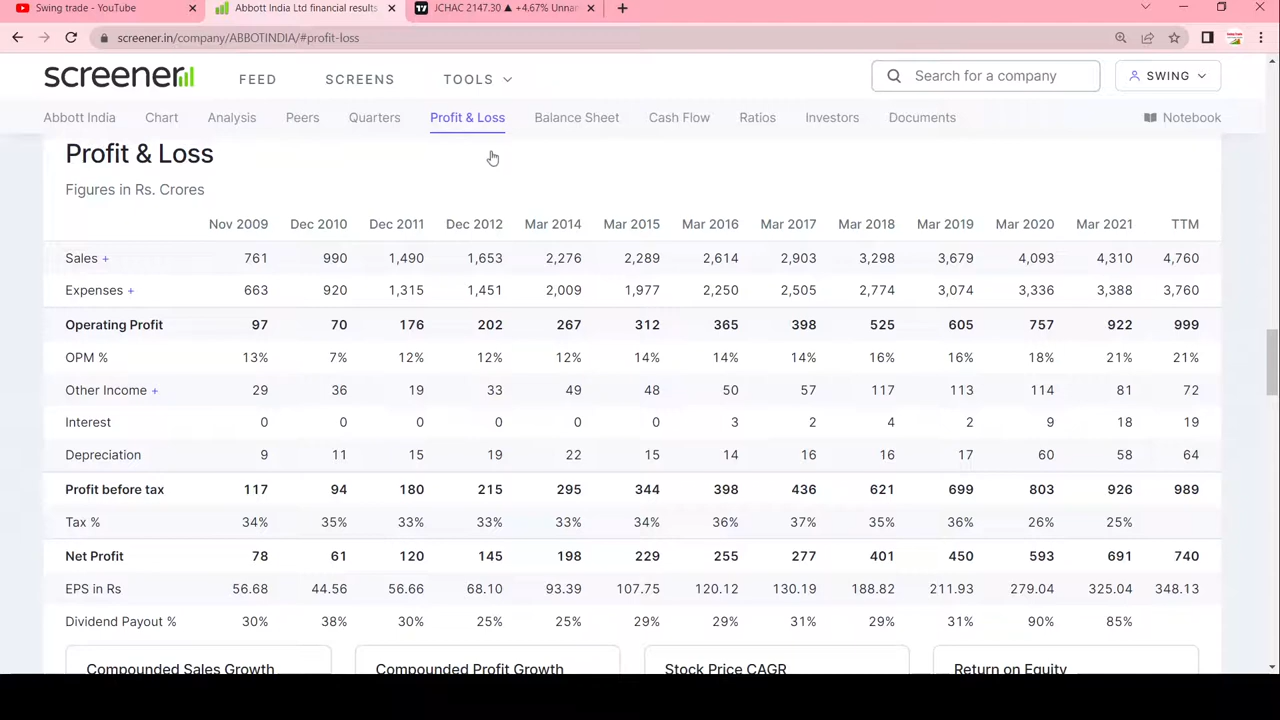 Swing trade - YouTube
Abbott India Ltd financial results
JCHAC 2147.30 ▲ +4.67% Unnan
screener.in/company/ABBOTINDIA/#profit-loss
screener
FEED
SCREENS
TOOLS
Search for a company
SWING
Abbott India
Chart
Analysis
Peers
Quarters
Profit & Loss
Balance Sheet
Cash Flow
Ratios
Investors
Documents
Notebook
Profit & Loss
Figures in Rs. Crores
Nov 2009 Dec 2010 Dec 2011 Dec 2012 Mar 2014 Mar 2015 Mar 2016 Mar 2017 Mar 2018 Mar 2019 Mar 2020 Mar 2021 TTM
Sales + 761 990 1,490 1,653 2,276 2,289 2,614 2,903 3,298 3,679 4,093 4,310 4,760
Expenses + 663 920 1,315 1,451 2,009 1,977 2,250 2,505 2,774 3,074 3,336 3,388 3,760
Operating Profit 97 70 176 202 267 312 365 398 525 605 757 922 999
OPM % 13% 7% 12% 12% 12% 14% 14% 14% 16% 16% 18% 21% 21%
Other Income + 29 36 19 33 49 48 50 57 117 113 114 81 72
Interest 0 0 0 0 0 0 3 2 4 2 9 18 19
Depreciation 9 11 15 19 22 15 14 16 16 17 60 58 64
Profit before tax 117 94 180 215 295 344 398 436 621 699 803 926 989
Tax % 34% 35% 33% 33% 33% 34% 36% 37% 35% 36% 26% 25%
Net Profit 78 61 120 145 198 229 255 277 401 450 593 691 740
EPS in Rs 56.68 44.56 56.66 68.10 93.39 107.75 120.12 130.19 188.82 211.93 279.04 325.04 348.13
Dividend Payout % 30% 38% 30% 25% 25% 29% 29% 31% 29% 31% 90% 85%
Compounded Sales Growth
Compounded Profit Growth
Stock Price CAGR
Return on Equity